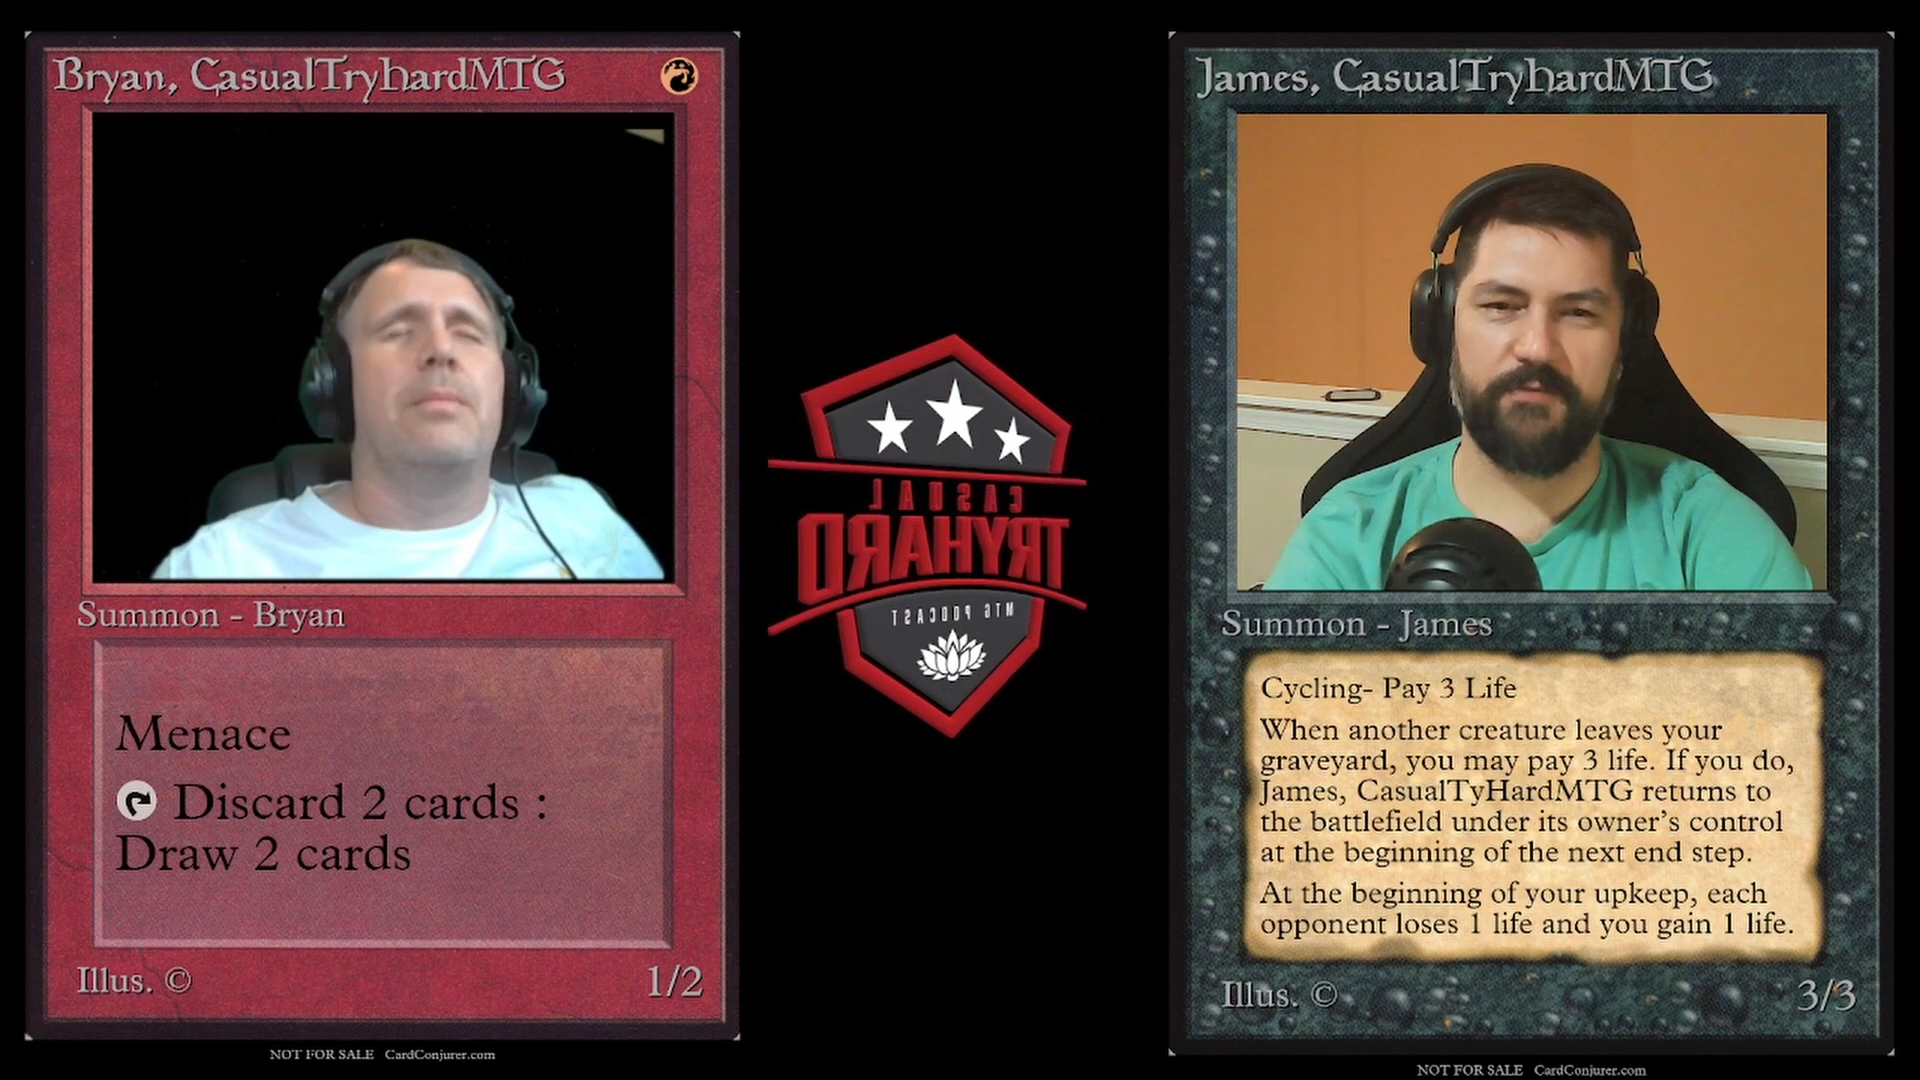 Bryan, CasualTryhardMTG
Summon - Bryan
Menace
Discard 2 cards :
Draw 2 cards
Illus. ©
1/2
NOT FOR SALE CardConjurer.com
CASUAL
TRYHARD
MTG PODCAST
James, CasualTryhardMTG
Summon - James
Cycling- Pay 3 Life
When another creature leaves your
graveyard, you may pay 3 life. If you do,
James, CasualTyHardMTG returns to
the battlefield under its owner's control
at the beginning of the next end step.
At the beginning of your upkeep, each
opponent loses 1 life and you gain 1 life.
Illus. ©
3/3
NOT FOR SALE CardConjurer.com